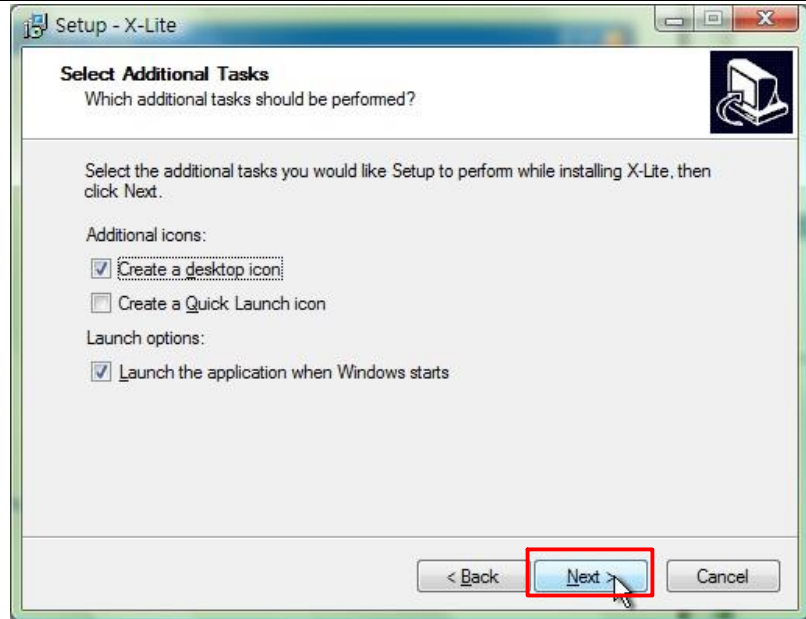 Setup - X-Lite
Select Additional Tasks
Which additional tasks should be performed?
Select the additional tasks you would like Setup to perform while installing X-Lite, then
click Next.
Additional icons:
Create a desktop icon
Create a Quick Launch icon
Launch options:
Launch the application when Windows starts
< Back
Next >
Cancel